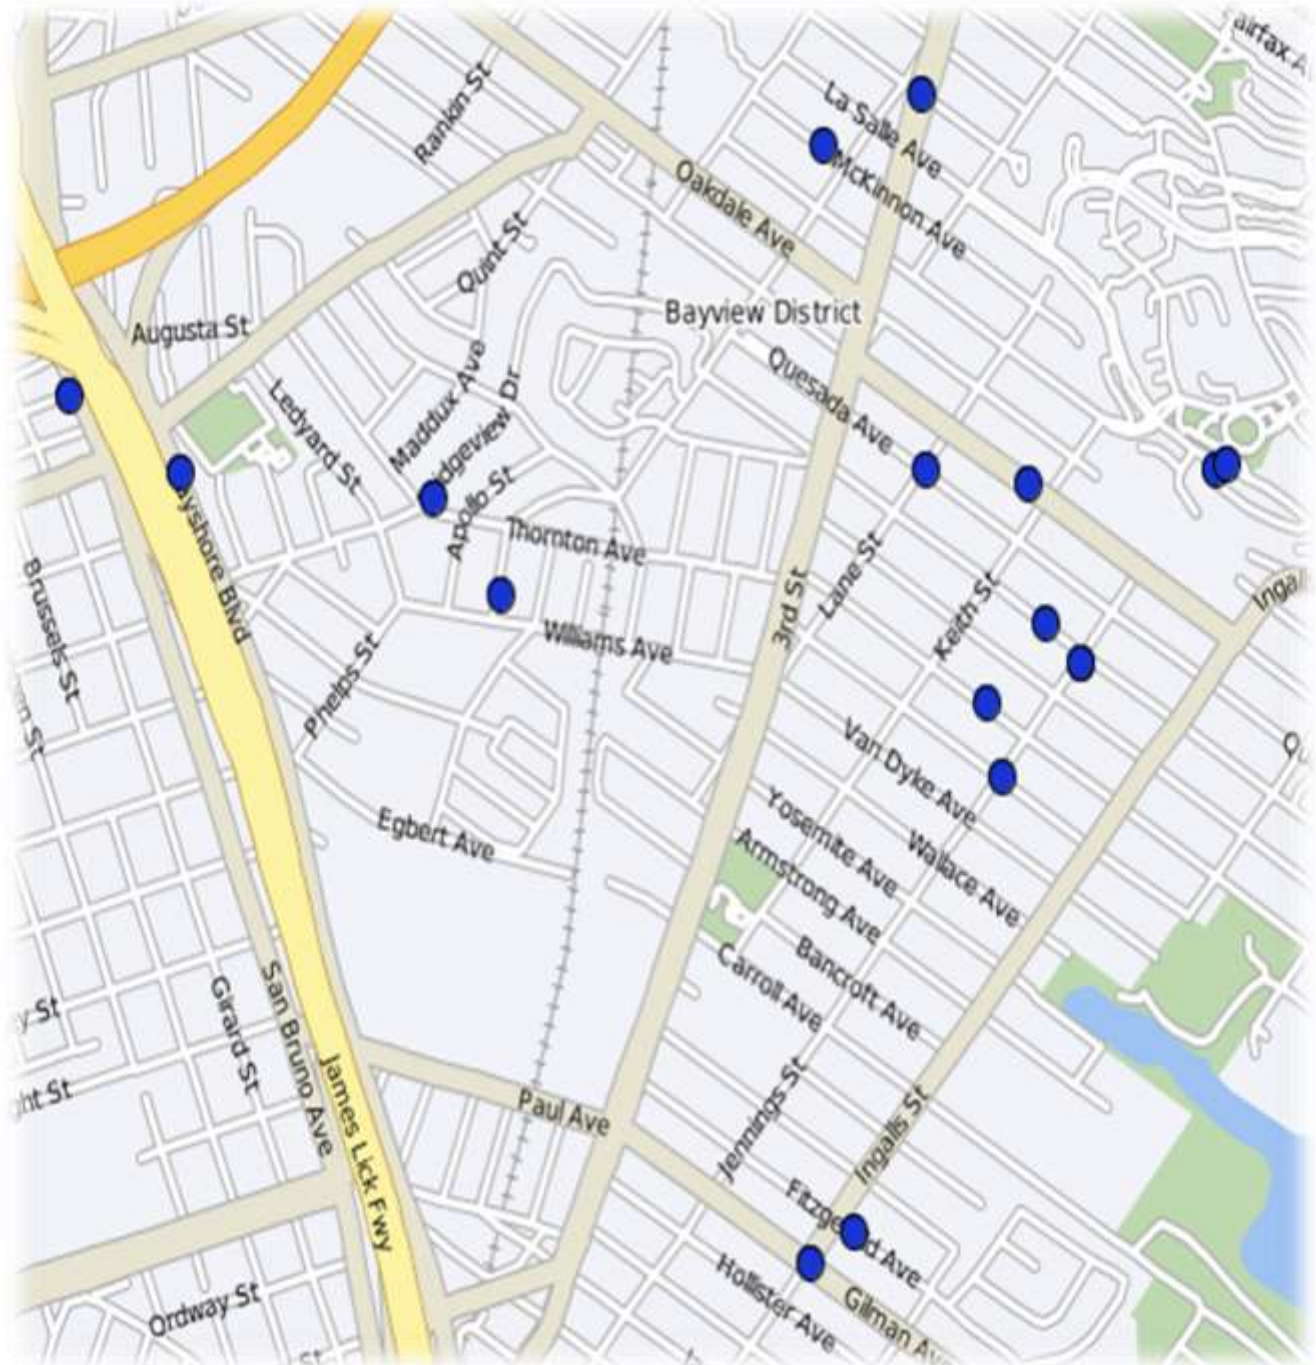 Rankin St
La Salle Ave
McKinnon Ave
Oakdale Ave
Quint St
Bayview District
Augusta St
Quesada Ave
Maddux Ave
Ledyard St
Apollo St
Thornton Ave
Lane St
Keith St
3rd St
Williams Ave
Brussels St
Phelps St
Van Dyke Ave
Yosemite Ave
Wallace Ave
Egbert Ave
Armstrong Ave
Bancroft Ave
Carroll Ave
Girard St
San Bruno Ave
James Lick Fwy
Paul Ave
Jennings St
Ingalls St
Hollister Ave
Ordway St